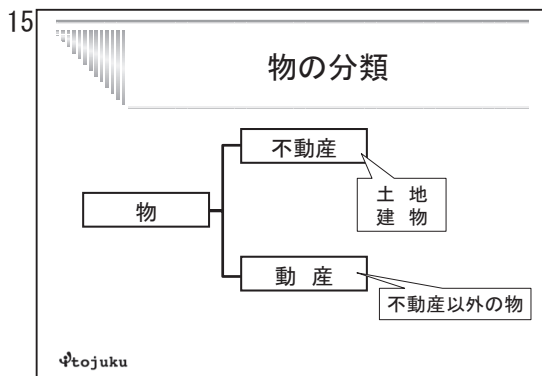 15
物の分類
不動産
土 地
建 物
物
動 産
不動産以外の物
itojuku